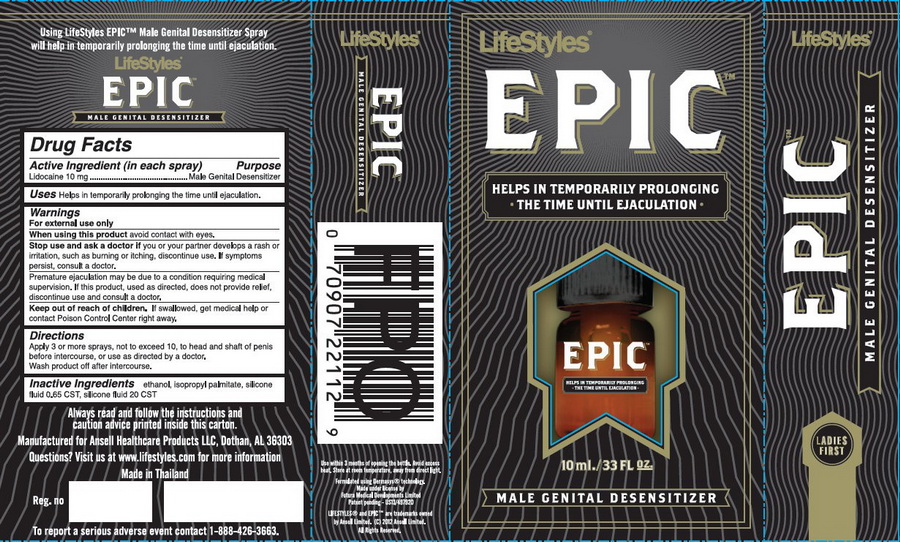 Using LifeStyles EPIC™ Male Genital Desensitizer Spray
will help in temporarily prolonging the time until ejaculation.
LifeStyles®
EPIC™
MALE GENITAL DESENSITIZER
Drug Facts
Active Ingredient (in each spray) Purpose
Lidocaine 10 mg ........................................ Male Genital Desensitizer
Uses Helps in temporarily prolonging the time until ejaculation.
Warnings
For external use only
When using this product avoid contact with eyes.
Stop use and ask a doctor if you or your partner develops a rash or
irritation, such as burning or itching, discontinue use. If symptoms
persist, consult a doctor.
Premature ejaculation may be due to a condition requiring medical
supervision. If this product, used as directed, does not provide relief,
discontinue use and consult a doctor.
Keep out of reach of children. If swallowed, get medical help or
contact Poison Control Center right away.
Directions
Apply 3 or more sprays, not to exceed 10, to head and shaft of penis
before intercourse, or use as directed by a doctor.
Wash product off after intercourse.
Inactive Ingredients ethanol, isopropyl palmitate, silicone
fluid 0.65 CST, silicone fluid 20 CST
Always read and follow the instructions and
caution advice printed inside this carton.
Manufactured for Ansell Healthcare Products LLC, Dothan, AL 36303
Questions? Visit us at www.lifestyles.com for more information
Made in Thailand
Reg. no
To report a serious adverse event contact 1-888-426-3663.
LifeStyles®
EPIC™
MALE GENITAL DESENSITIZER
0 70907 22112 9
FPO
Use within 3 months of opening the bottle. Avoid excess
heat. Store at room temperature, away from direct light.
Formulated using Dermasys® technology.
Made under license by
Futura Medical Developments Limited
Patent pending - US13/497920
LIFESTYLES® and EPIC™ are trademarks owned
by Ansell Limited. (C) 2012 Ansell Limited.
All Rights Reserved.
LifeStyles®
EPIC™
HELPS IN TEMPORARILY PROLONGING
· THE TIME UNTIL EJACULATION ·
EPIC™
HELPS IN TEMPORARILY PROLONGING
· THE TIME UNTIL EJACULATION ·
10 ml./33 FL OZ.
MALE GENITAL DESENSITIZER
LifeStyles®
EPIC™
MALE GENITAL DESENSITIZER
LADIES
FIRST